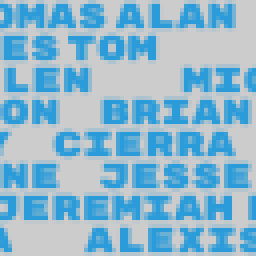 OMAS ALAN
ES TOM
LEN MIC
ON BRIAN
Y CIERRA
NE JESSE
JEREMIAH
A ALEXIS